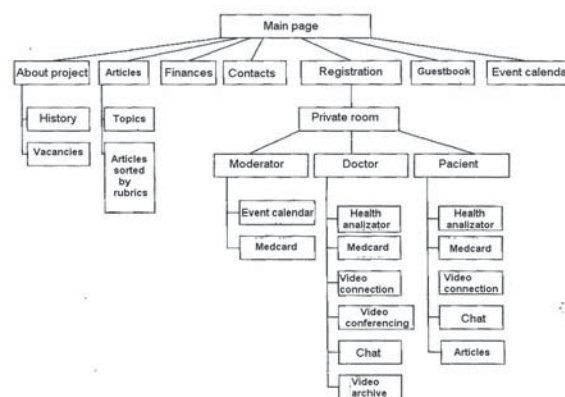 Main page
About project
Articles
Finances
Contacts
Registration
Guestbook
Event calendar
History
Topics
Private room
Vacancies
Articles
sorted
by
rubrics
Moderator
Doctor
Pacient
Event calendar
Health
analizator
Health
analizator
Medcard
Medcard
Medcard
Video
connection
Video
connection
Video
conferencing
Chat
Chat
Articles
Video
archive